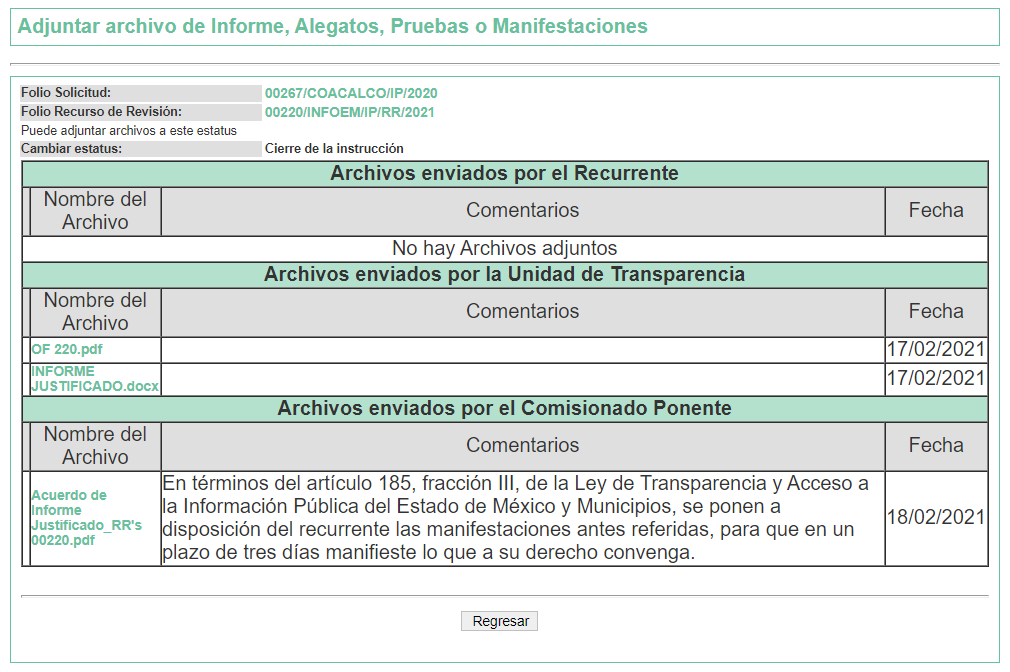 Adjuntar archivo de Informe, Alegatos, Pruebas o Manifestaciones
Folio Solicitud: 00267/COACALCO/IP/2020
Folio Recurso de Revisión: 00220/INFOEM/IP/RR/2021
Puede adjuntar archivos a este estatus
Cambiar estatus: Cierre de la instrucción
Archivos enviados por el Recurrente
Nombre del
Archivo
Comentarios
Fecha
No hay Archivos adjuntos
Archivos enviados por la Unidad de Transparencia
Nombre del
Archivo
Comentarios
Fecha
OF 220.pdf
17/02/2021
INFORME
JUSTIFICADO.docx
17/02/2021
Archivos enviados por el Comisionado Ponente
Nombre del
Archivo
Comentarios
Fecha
Acuerdo de
Informe
Justificado_RR's
00220.pdf
En términos del artículo 185, fracción III, de la Ley de Transparencia y Acceso a
la Información Pública del Estado de México y Municipios, se ponen a
disposición del recurrente las manifestaciones antes referidas, para que en un
plazo de tres días manifieste lo que a su derecho convenga.
18/02/2021
Regresar